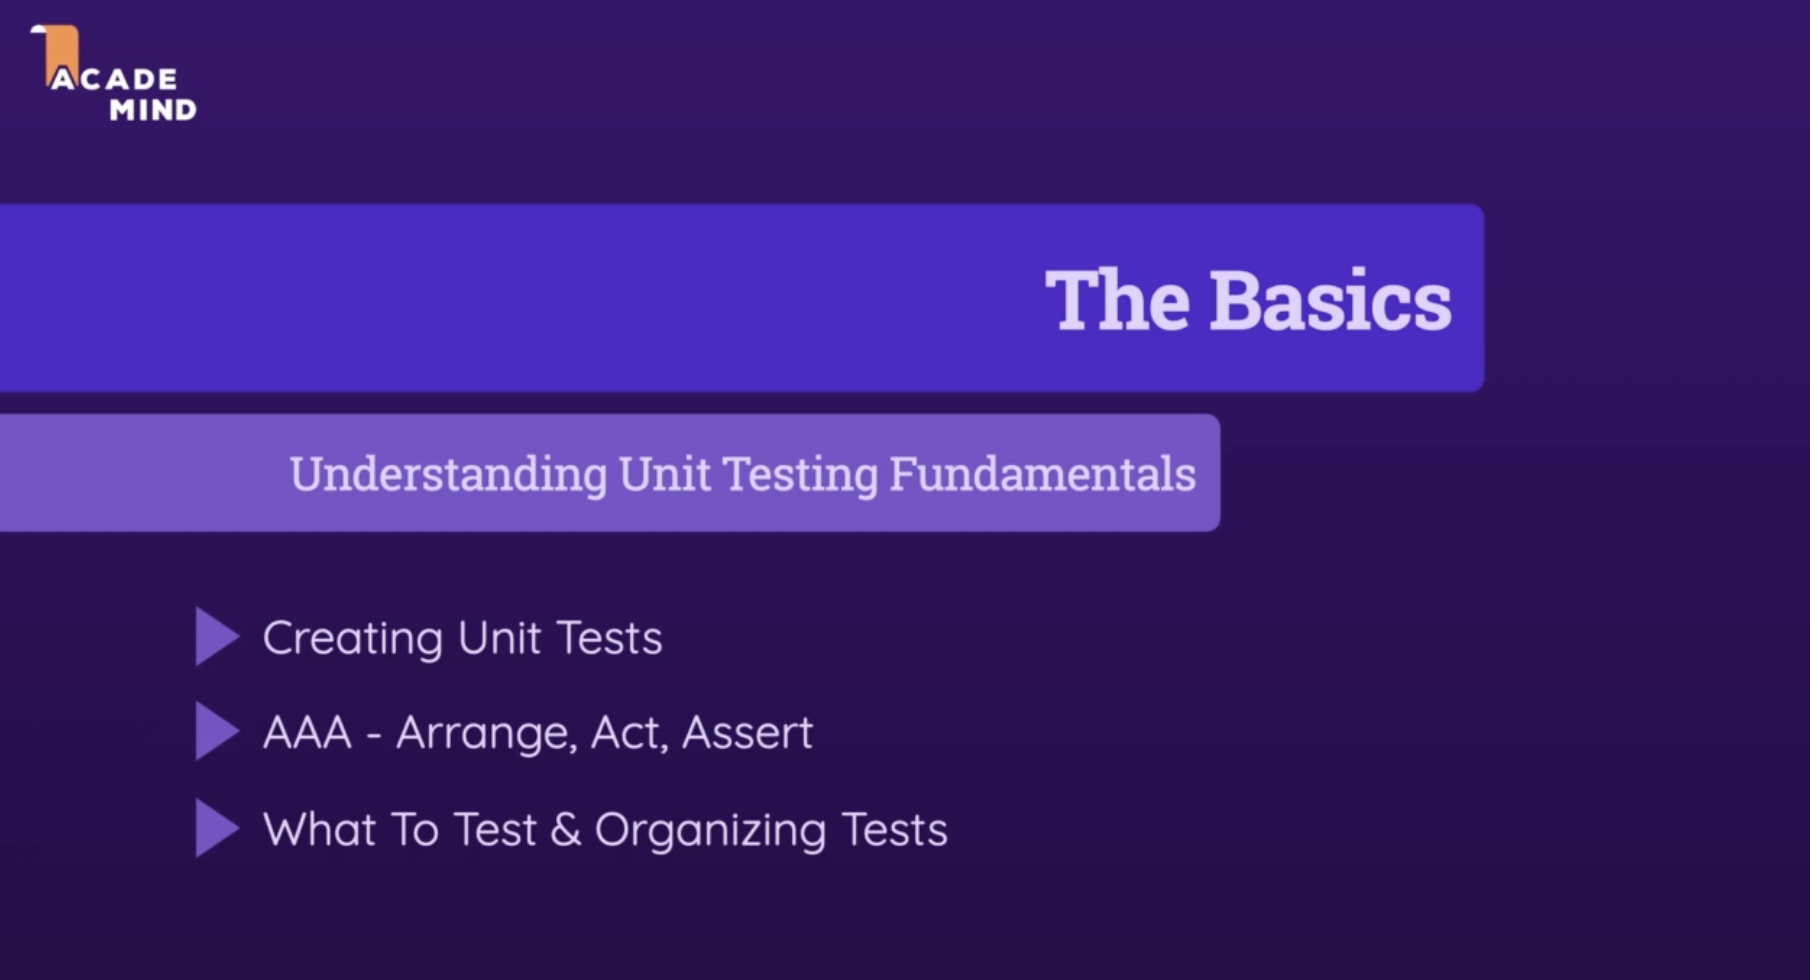 ACADE
MIND
The Basics
Understanding Unit Testing Fundamentals
Creating Unit Tests
AAA - Arrange, Act, Assert
What To Test & Organizing Tests